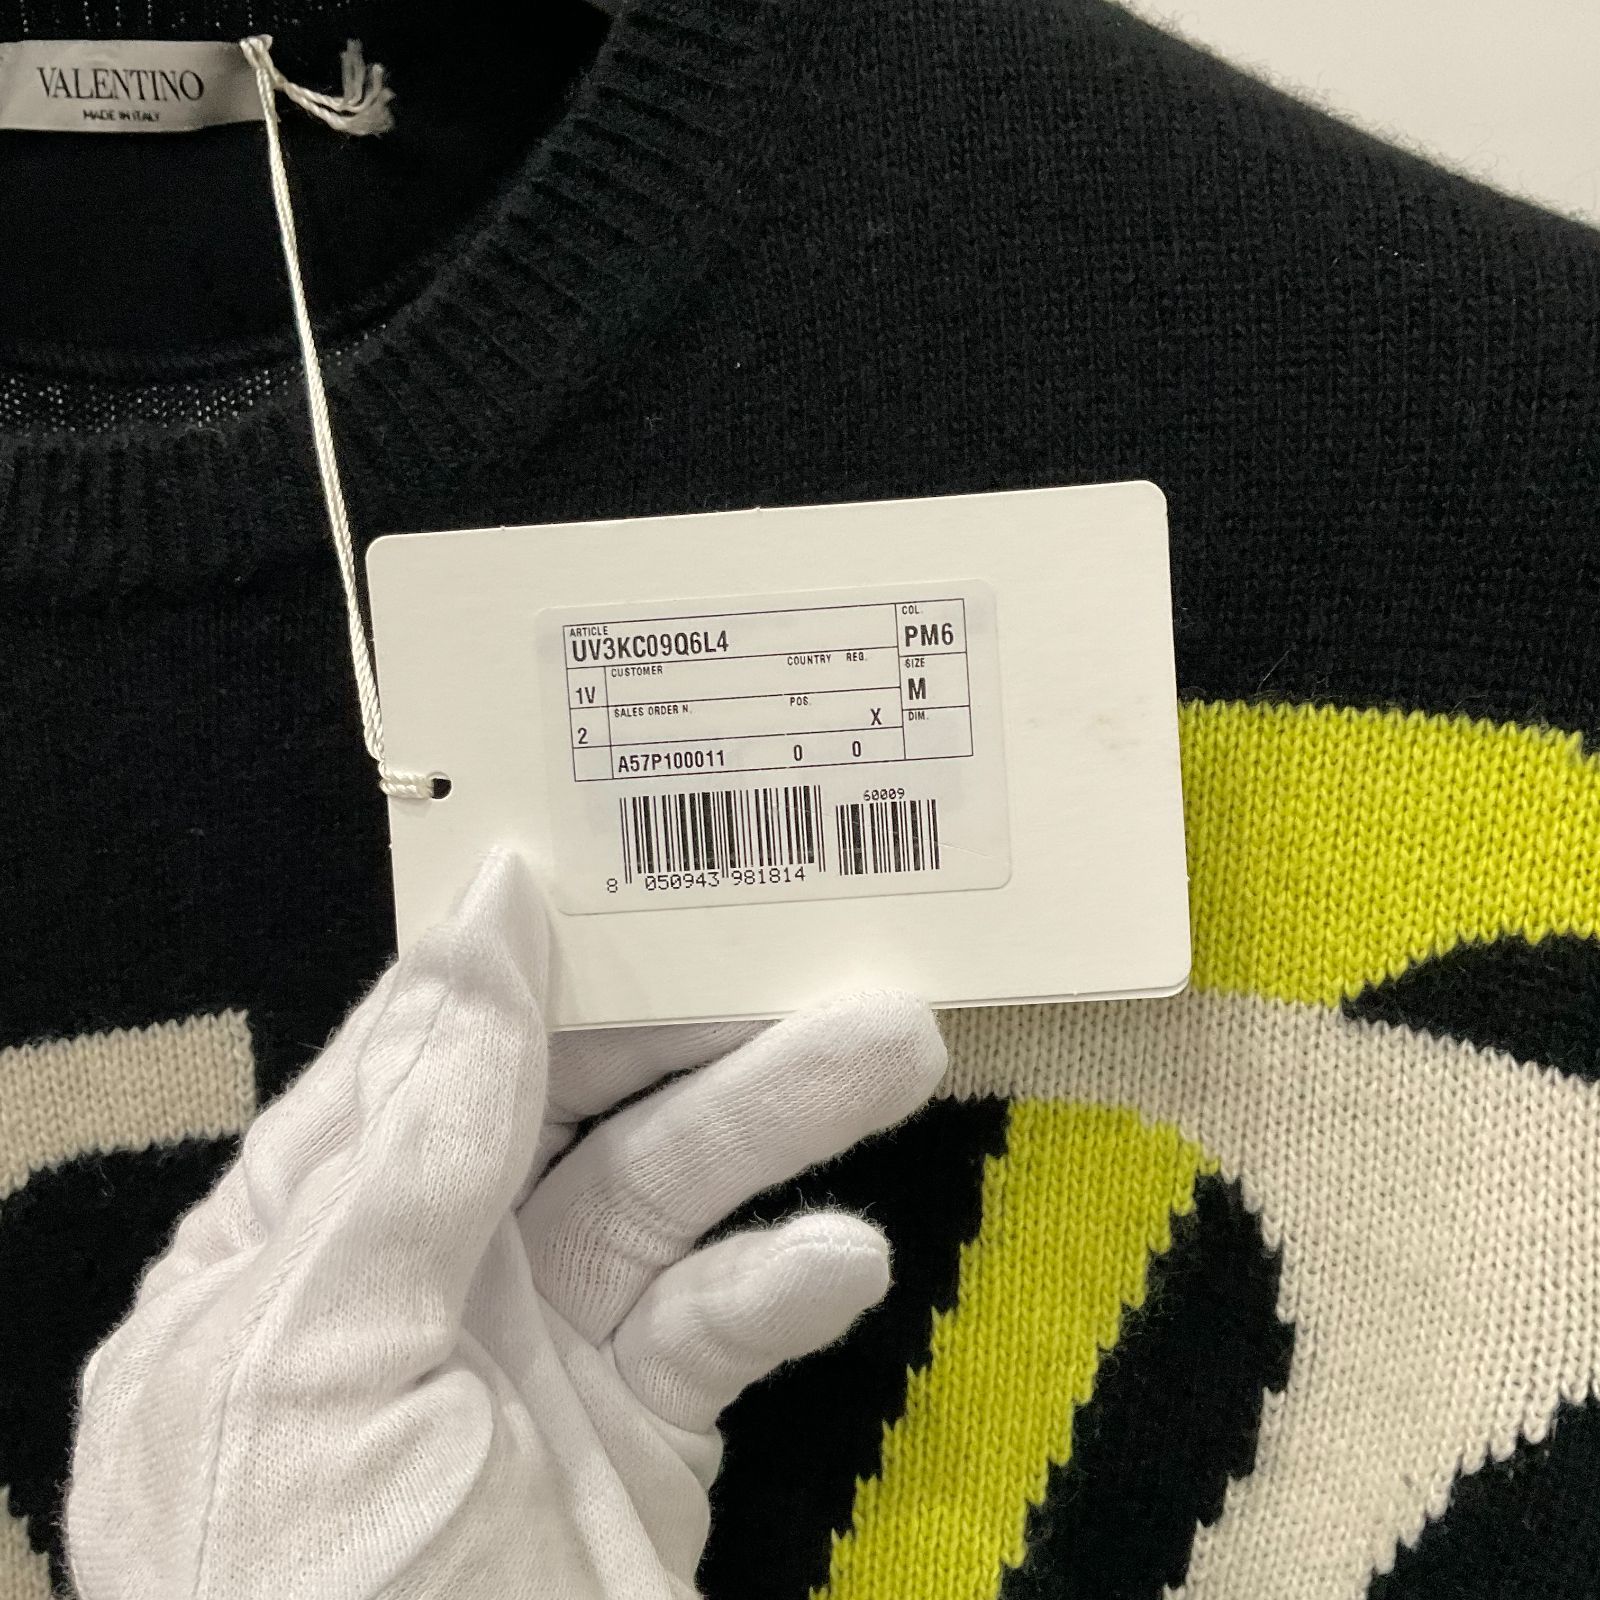 VALENTINO
MADE IN ITALY
ARTICLE COL.
UV3KC09Q6L4 PM6
CUSTOMER COUNTRY REG. SIZE
1V M
SALES ORDER N. POS. DIM.
2 X
A57P100011 0 0
60009
8 050943 981814